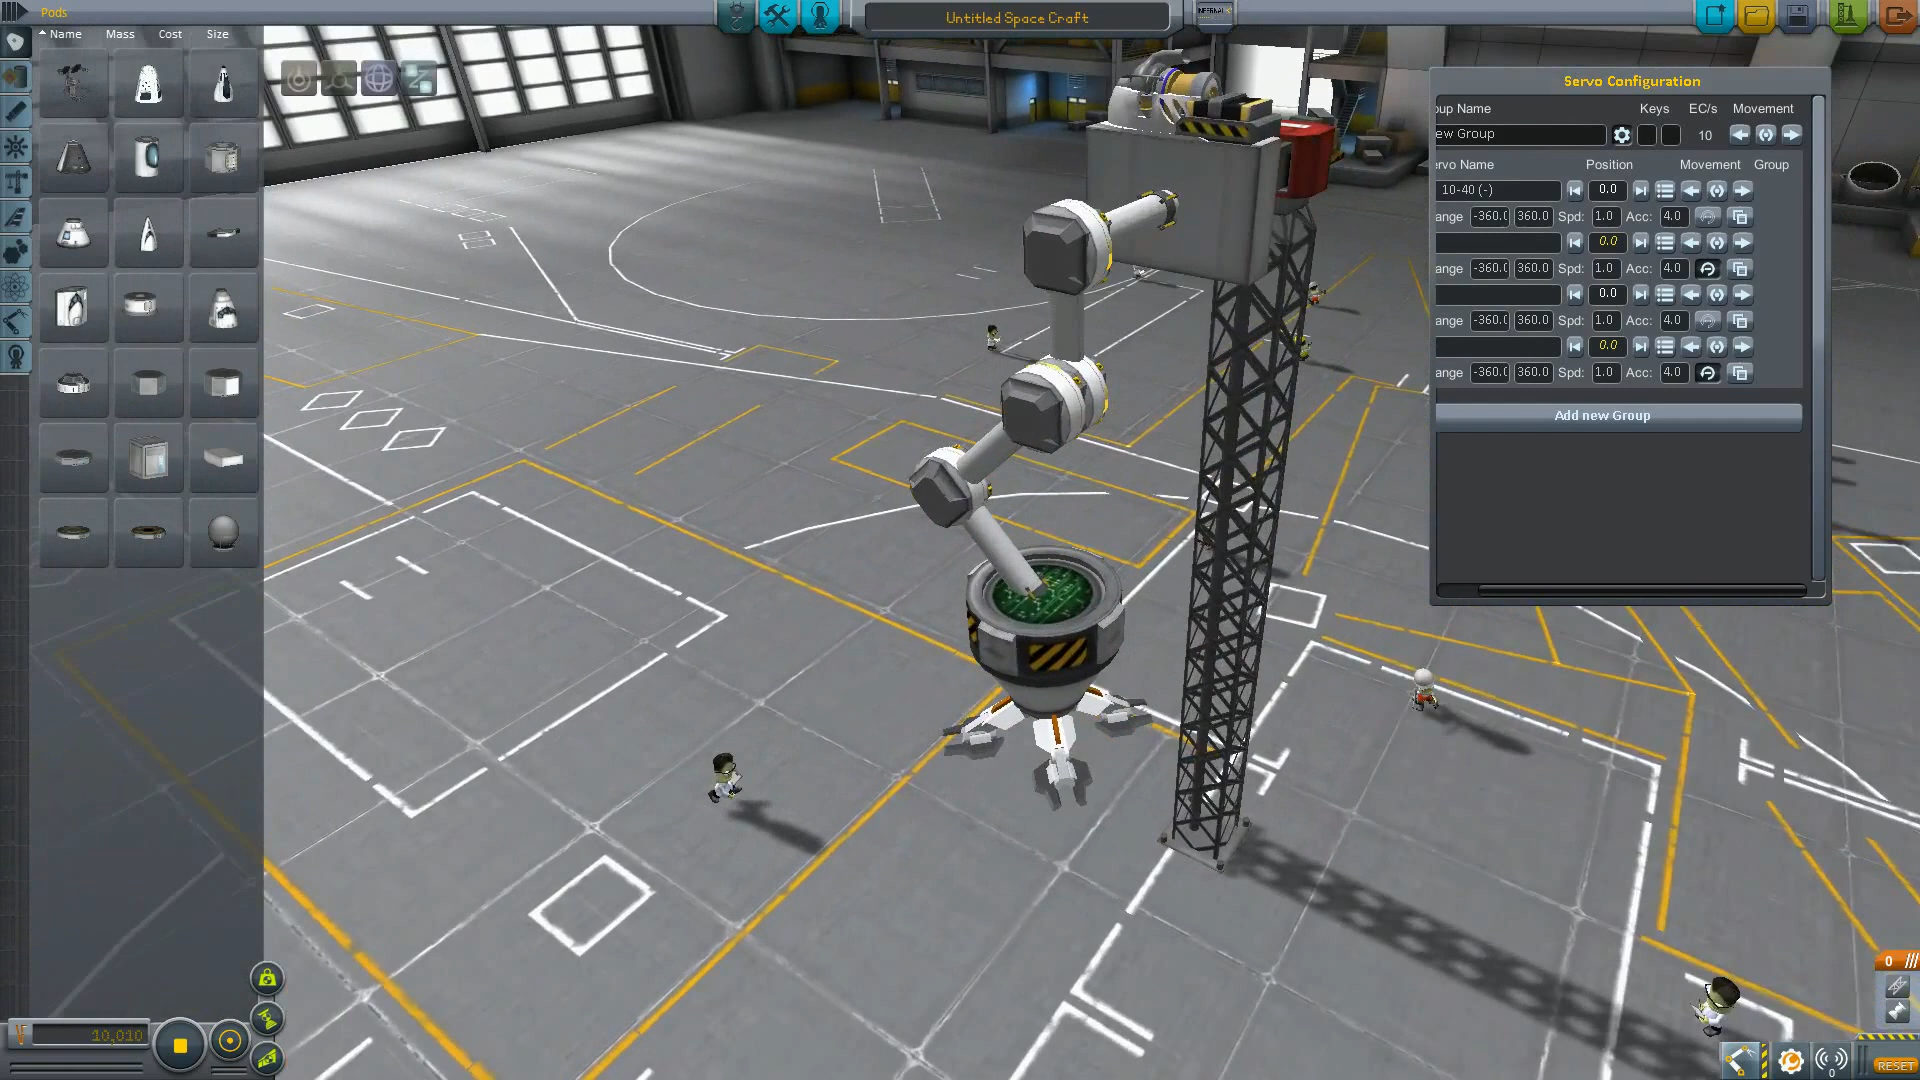 Pods
Untitled Space Craft
INFERNAL
Name Mass Cost Size
Servo Configuration
oup Name Keys EC/s Movement
ew Group 10
ervo Name Position Movement Group
10-40 (-) 0.0
ange -360.0 360.0 Spd: 1.0 Acc: 4.0
0.0
ange -360.0 360.0 Spd: 1.0 Acc: 4.0
0.0
ange -360.0 360.0 Spd: 1.0 Acc: 4.0
0.0
ange -360.0 360.0 Spd: 1.0 Acc: 4.0
Add new Group
0
10,010
0
RESET